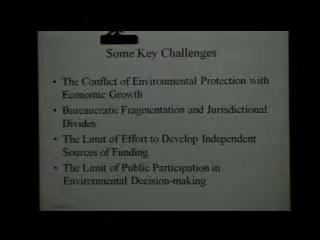 Some Key Challenges
• The Conflict of Environmental Protection with
Economic Growth
• Bureaucratic Fragmentation and Jurisdictional
Divides
• The Limit of Effort to Develop Independent
Sources of Funding
• The Limit of Public Participation in
Environmental Decision-making